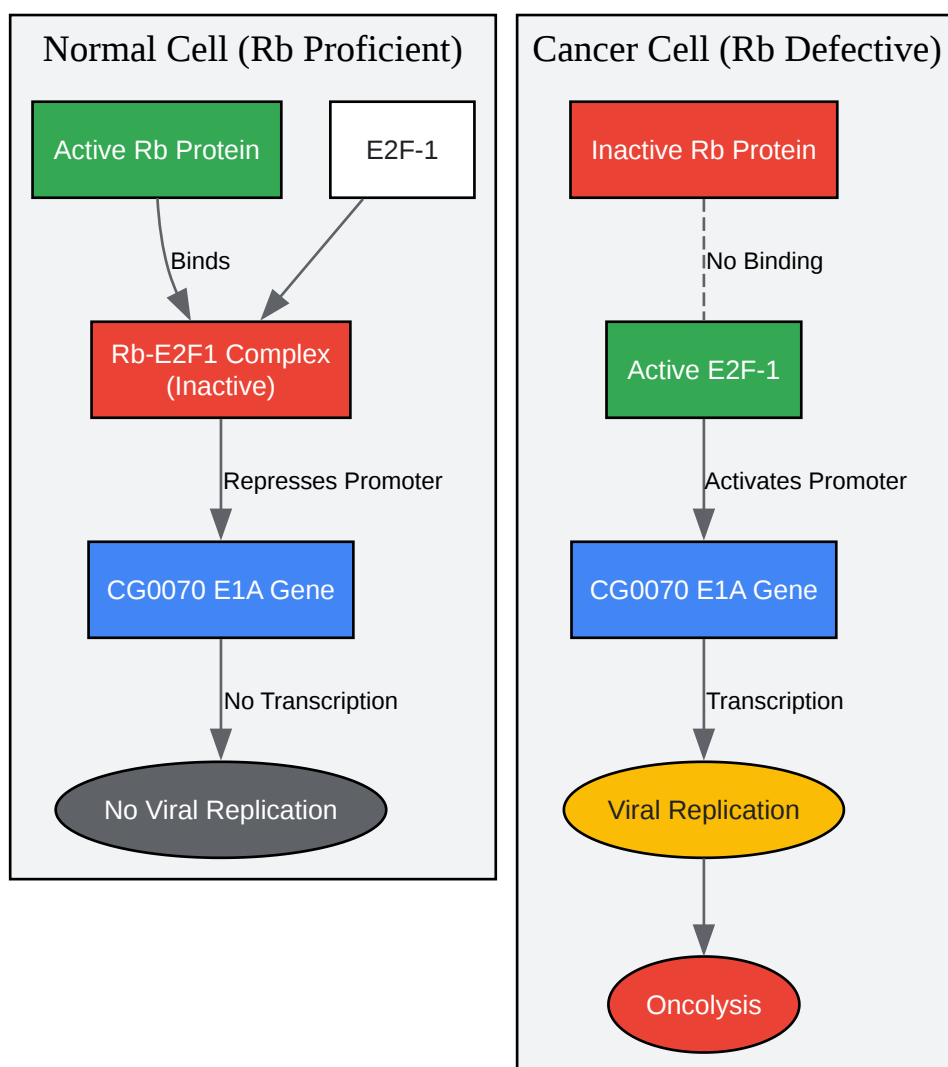 Normal Cell (Rb Proficient)
Active Rb Protein
E2F-1
Binds
Rb-E2F1 Complex
(Inactive)
Represses Promoter
CG0070 E1A Gene
No Transcription
No Viral Replication
Cancer Cell (Rb Defective)
Inactive Rb Protein
No Binding
Active E2F-1
Activates Promoter
CG0070 E1A Gene
Transcription
Viral Replication
Oncolysis